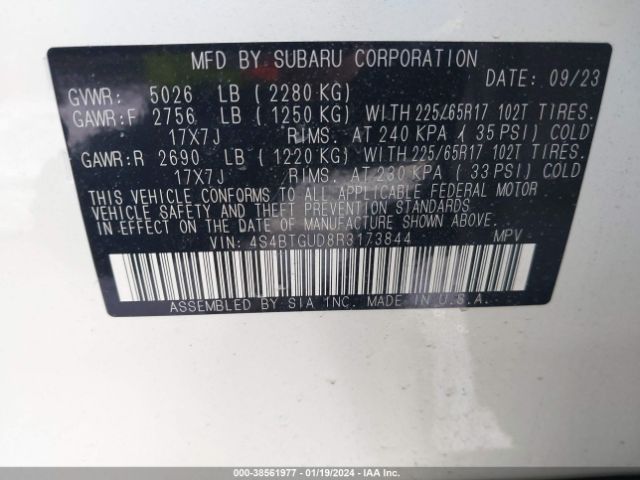 MFD BY SUBARU CORPORATION
DATE: 09/23
GVWR: 5026 LB ( 2280 KG)
GAWR:F 2756 LB ( 1250 KG) WITH 225/65R17 102T TIRES.
17X7J RIMS. AT 240 KPA ( 35 PSI) COLD
GAWR:R 2690 LB ( 1220 KG) WITH 225/65R17 102T TIRES.
17X7J RIMS. AT 230 KPA ( 33 PSI) COLD
THIS VEHICLE CONFORMS TO ALL APPLICABLE FEDERAL MOTOR
VEHICLE SAFETY AND THEFT PREVENTION STANDARDS
IN EFFECT ON THE DATE OF MANUFACTURE SHOWN ABOVE.
VIN: 4S4BTGUD8R3173844 MPV
ASSEMBLED BY SIA INC. MADE IN U.S.A.
000-38561977 - 01/19/2024 - IAA Inc.